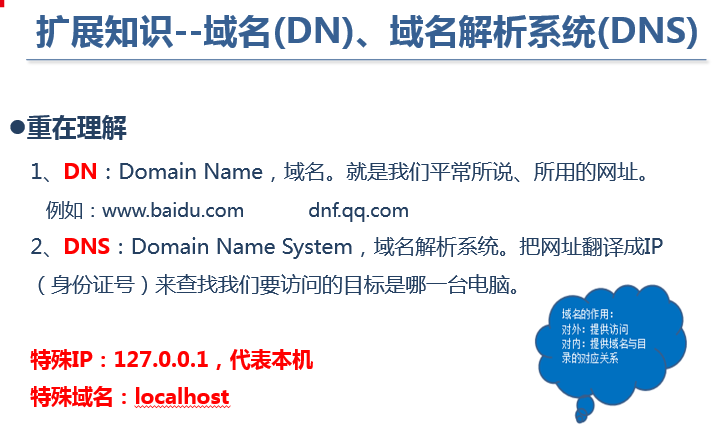 扩展知识--域名(DN)、域名解析系统(DNS)
●重在理解
1、DN：Domain Name，域名。就是我们平常所说、所用的网址。
例如：www.baidu.com dnf.qq.com
2、DNS：Domain Name System，域名解析系统。把网址翻译成IP
（身份证号）来查找我们要访问的目标是哪一台电脑。
域名的作用：
对外：提供访问
对内：提供域名与目
录的对应关系
特殊IP：127.0.0.1，代表本机
特殊域名：localhost